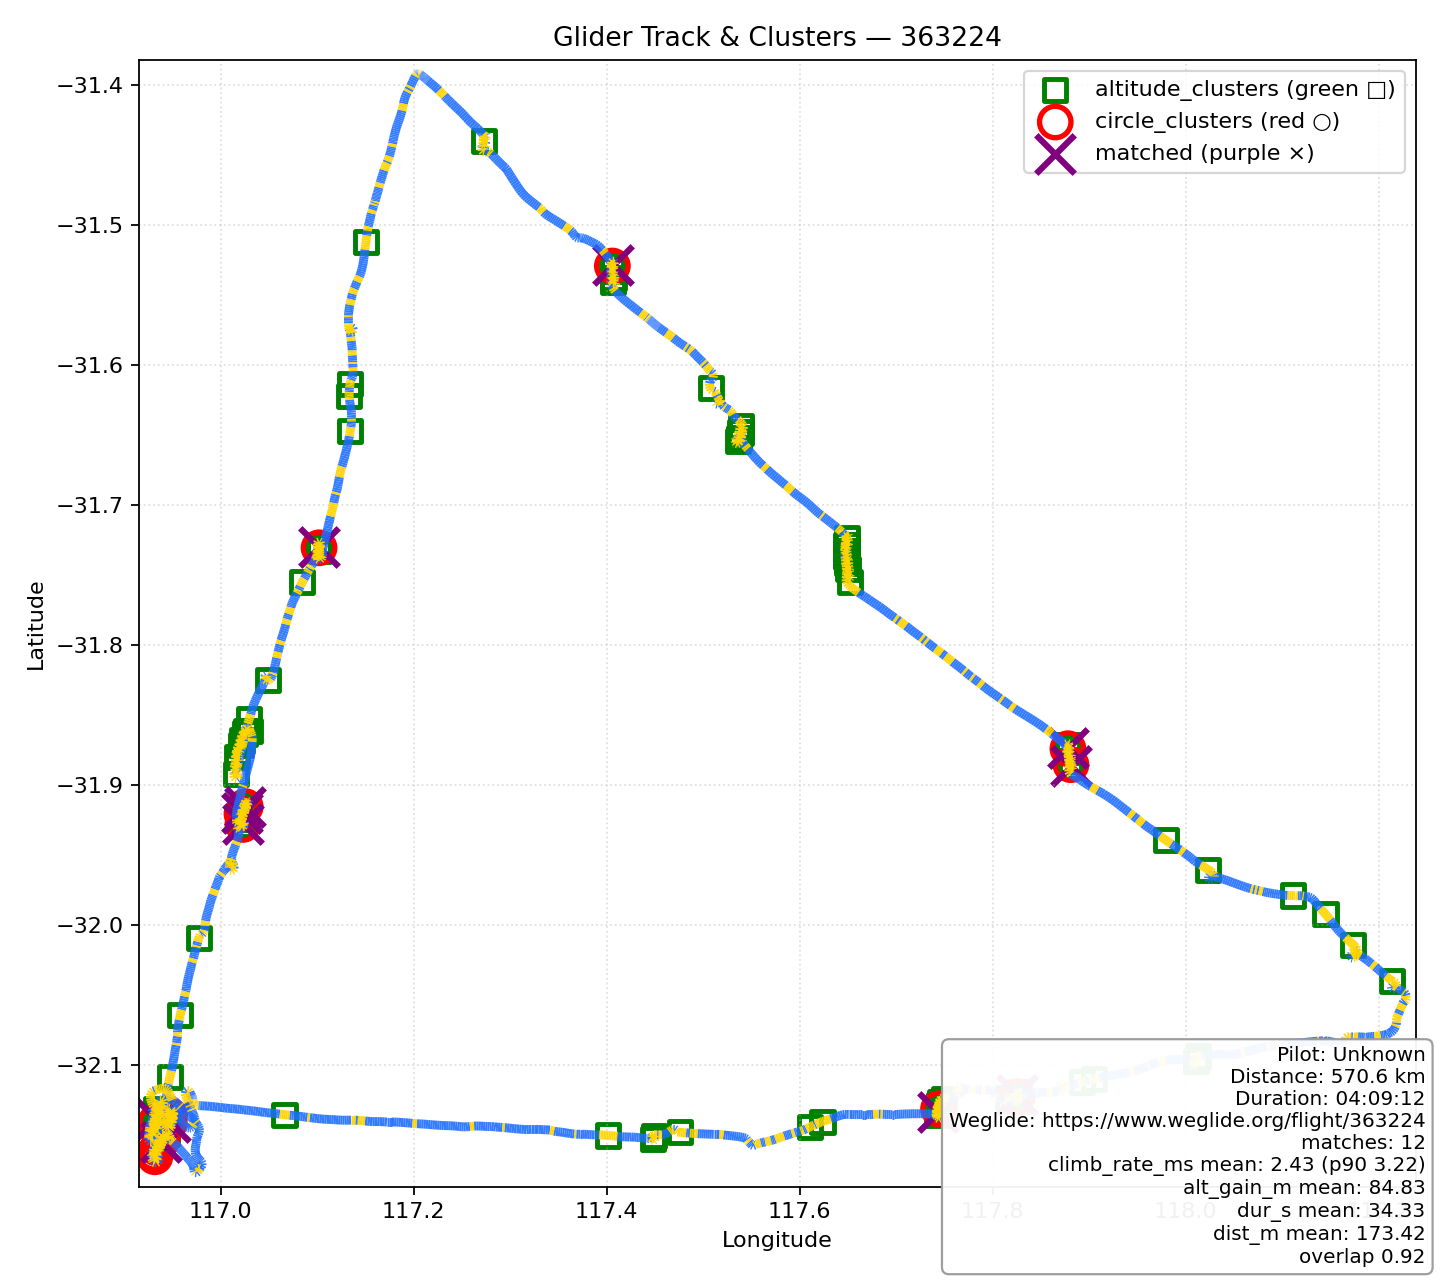 Glider Track & Clusters — 363224
altitude_clusters (green □)
circle_clusters (red ○)
matched (purple ×)
Latitude
−31.4
−31.5
−31.6
−31.7
−31.8
−31.9
−32.0
−32.1
117.0
117.2
117.4
117.6
117.8
118.0
Longitude
Pilot: Unknown
Distance: 570.6 km
Duration: 04:09:12
Weglide: https://www.weglide.org/flight/363224
matches: 12
climb_rate_ms mean: 2.43 (p90 3.22)
alt_gain_m mean: 84.83
dur_s mean: 34.33
dist_m mean: 173.42
overlap 0.92